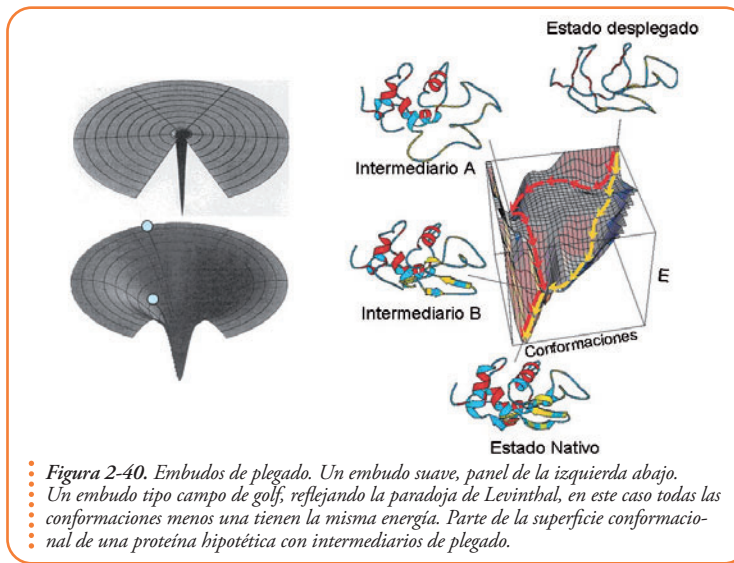 Estado desplegado
Intermediario A
Intermediario B
E
Conformaciones
Estado Nativo
Figura 2-40. Embudos de plegado. Un embudo suave, panel de la izquierda abajo.
Un embudo tipo campo de golf, reflejando la paradoja de Levinthal, en este caso todas las
conformaciones menos una tienen la misma energía. Parte de la superficie conformacio-
nal de una proteína hipotética con intermediarios de plegado.